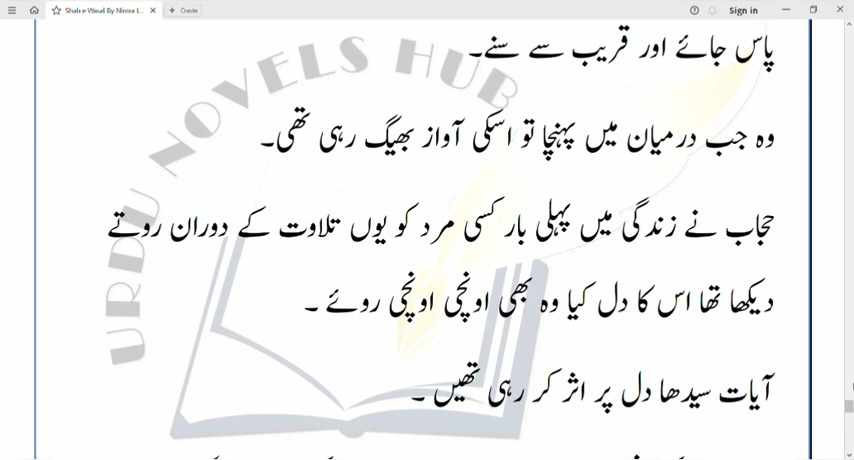 Shab e Wasal By Nimra L...
Create
Sign in
پاس جائے اور قریب سے سنے۔
وہ جب درمیان میں پہنچا تو اسکی آواز بھیگ رہی تھی۔
حجاب نے زندگی میں پہلی بار کسی مرد کو یوں تلاوت کے دوران روتے
دیکھا تھا اس کا دل کیا وہ بھی اونچی اونچی روئے ۔
آیات سیدھا دل پر اثر کر رہی تھیں ۔
URDU NOVELS HUB